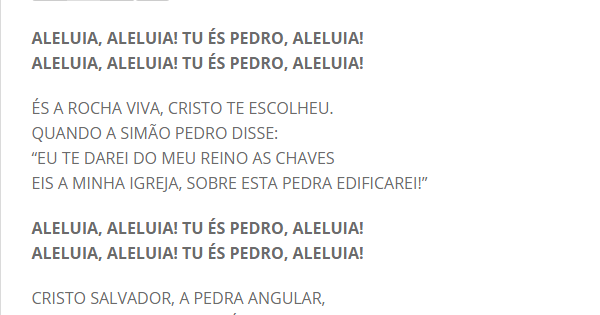 ALELUIA, ALELUIA! TU ÉS PEDRO, ALELUIA!
ALELUIA, ALELUIA! TU ÉS PEDRO, ALELUIA!
ÉS A ROCHA VIVA, CRISTO TE ESCOLHEU.
QUANDO A SIMÃO PEDRO DISSE:
“EU TE DAREI DO MEU REINO AS CHAVES
EIS A MINHA IGREJA, SOBRE ESTA PEDRA EDIFICAREI!”
ALELUIA, ALELUIA! TU ÉS PEDRO, ALELUIA!
ALELUIA, ALELUIA! TU ÉS PEDRO, ALELUIA!
CRISTO SALVADOR, A PEDRA ANGULAR,